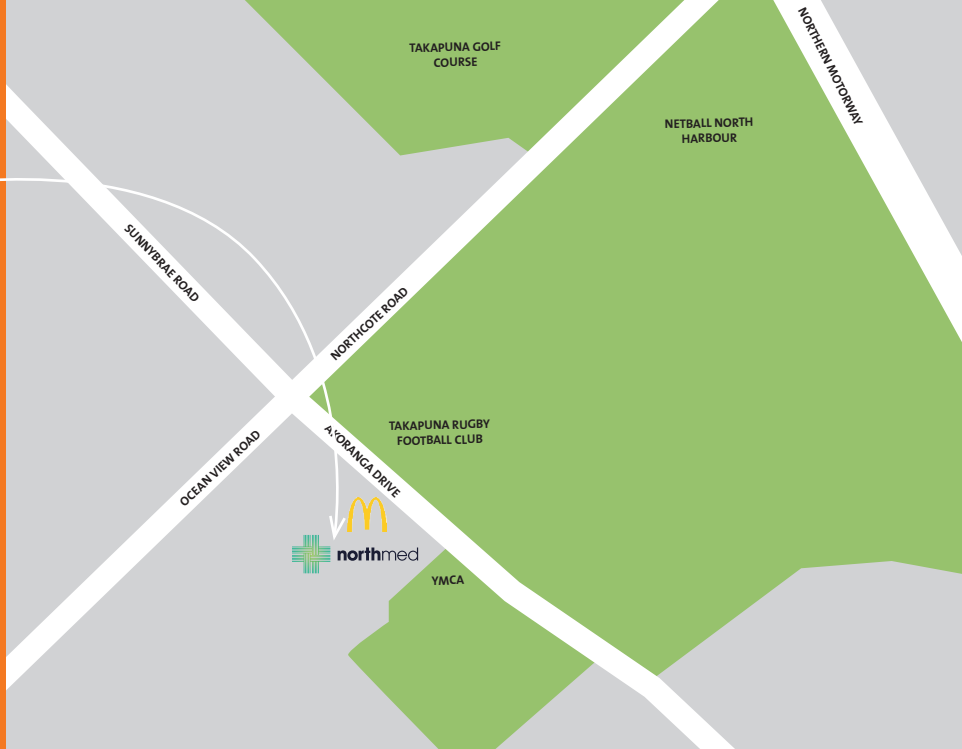 TAKAPUNA GOLF
COURSE
NORTHERN MOTORWAY
NETBALL NORTH
HARBOUR
SUNNYBRAE ROAD
NORTHCOTE ROAD
TAKAPUNA RUGBY
FOOTBALL CLUB
OCEAN VIEW ROAD
AKORANGA DRIVE
northmed
YMCA